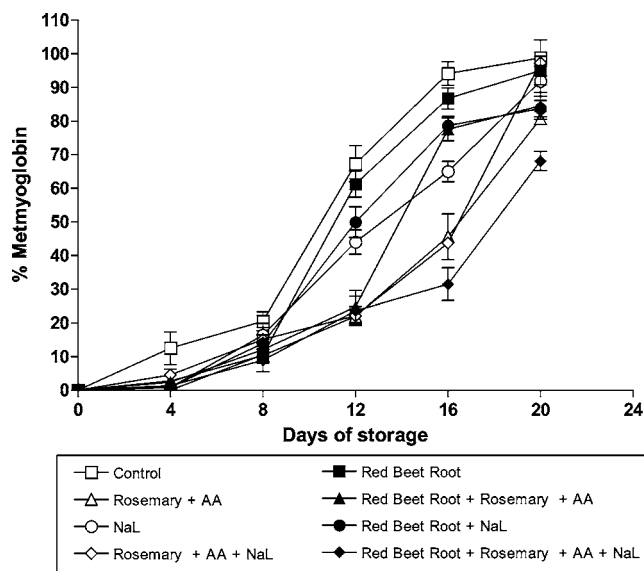 110
100
90
80
70
60
50
40
30
20
10
0
% Metmyoglobin
0 4 8 12 16 20 24
Days of storage
Control Red Beet Root
Rosemary + AA Red Beet Root + Rosemary + AA
NaL Red Beet Root + NaL
Rosemary + AA + NaL Red Beet Root + Rosemary + AA + NaL